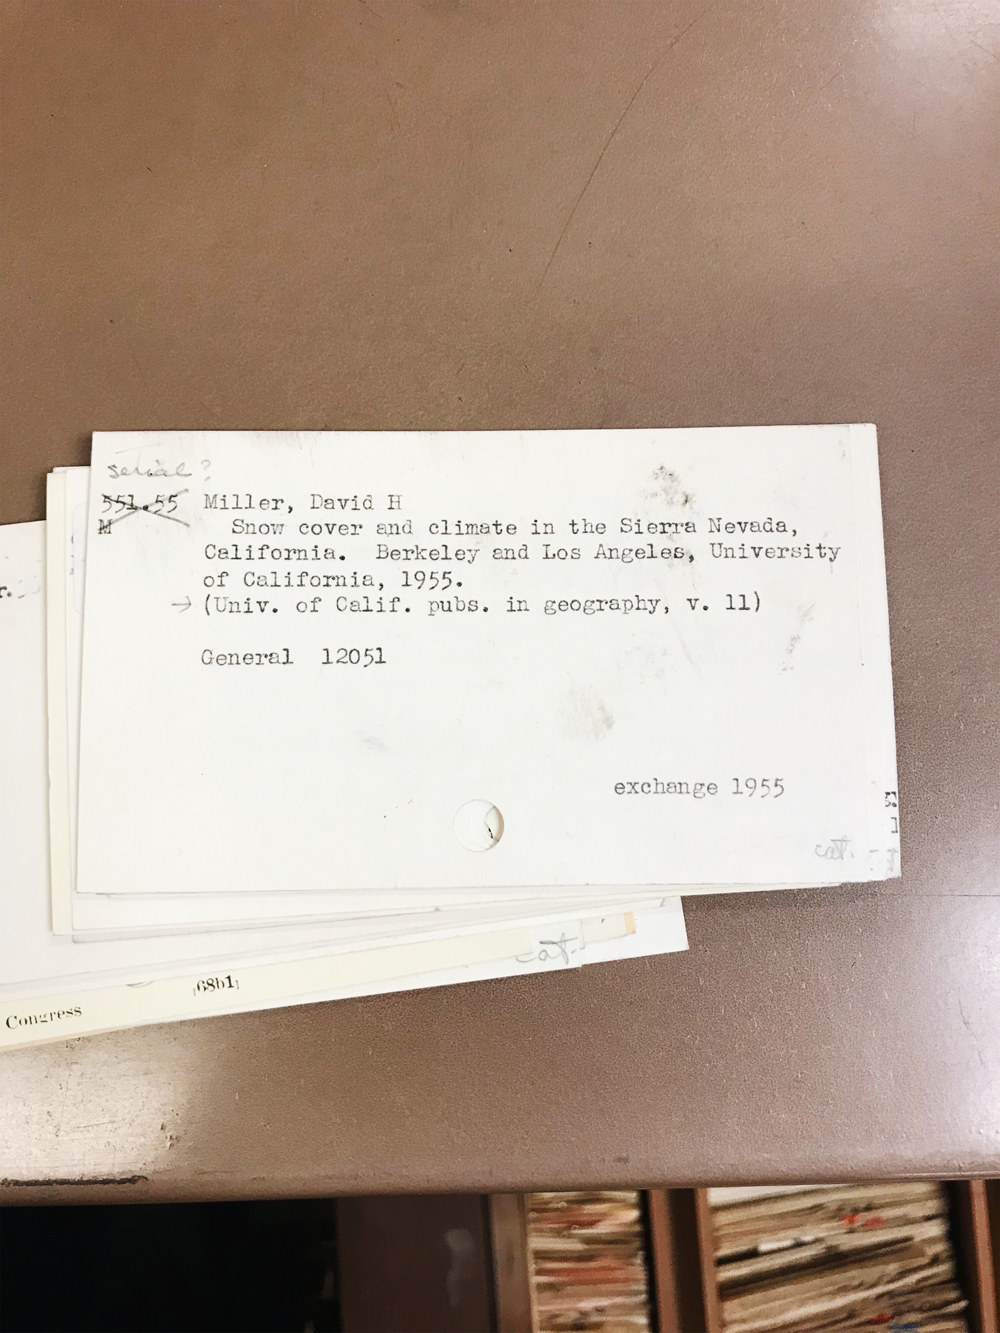 serial?
551.55 Miller, David H
M Snow cover and climate in the Sierra Nevada,
California. Berkeley and Los Angeles, University
of California, 1955.
→ (Univ. of Calif. pubs. in geography, v. 11)
General 12051
exchange 1955
cat.
cat.
[68b1]
Congress